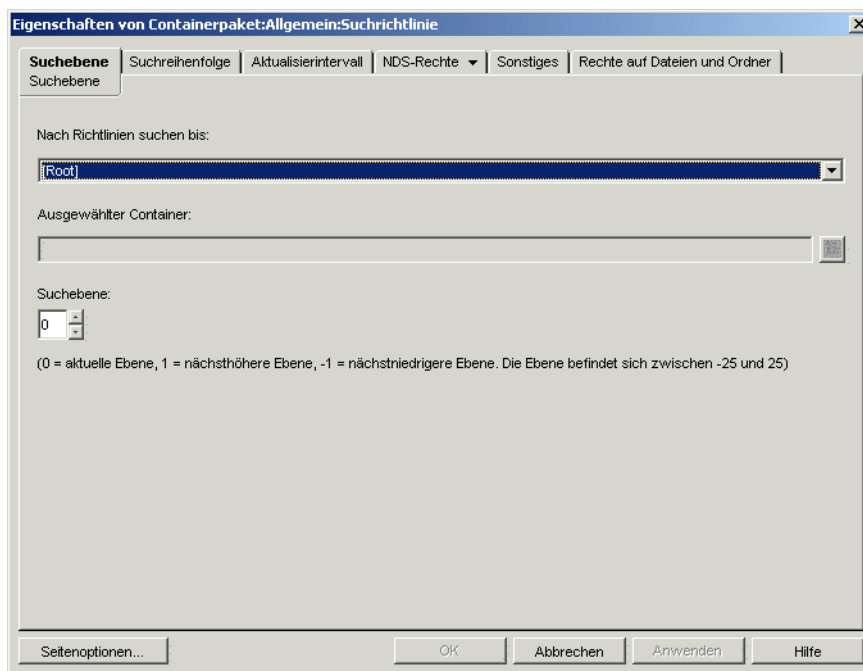 Eigenschaften von Containerpaket:Allgemein:Suchrichtlinie
Suchebene Suchreihenfolge Aktualisierintervall NDS-Rechte Sonstiges Rechte auf Dateien und Ordner
Suchebene
Nach Richtlinien suchen bis:
[Root]
Ausgewählter Container:
Suchebene:
0
(0 = aktuelle Ebene, 1 = nächsthöhere Ebene, -1 = nächstniedrigere Ebene. Die Ebene befindet sich zwischen -25 und 25)
Seitenoptionen... OK Abbrechen Anwenden Hilfe